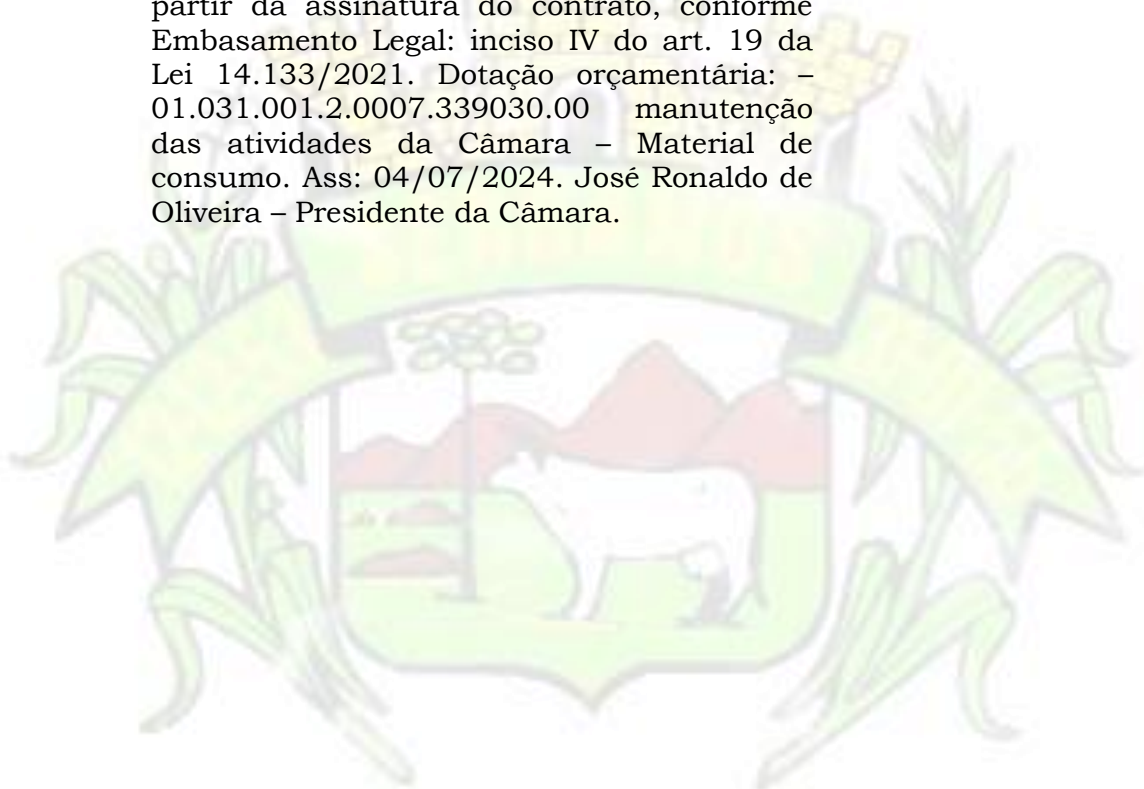 partir da assinatura do contrato, conforme
Embasamento Legal: inciso IV do art. 19 da
Lei 14.133/2021. Dotação orçamentária: –
01.031.001.2.0007.339030.00 manutenção
das atividades da Câmara – Material de
consumo. Ass: 04/07/2024. José Ronaldo de
Oliveira – Presidente da Câmara.